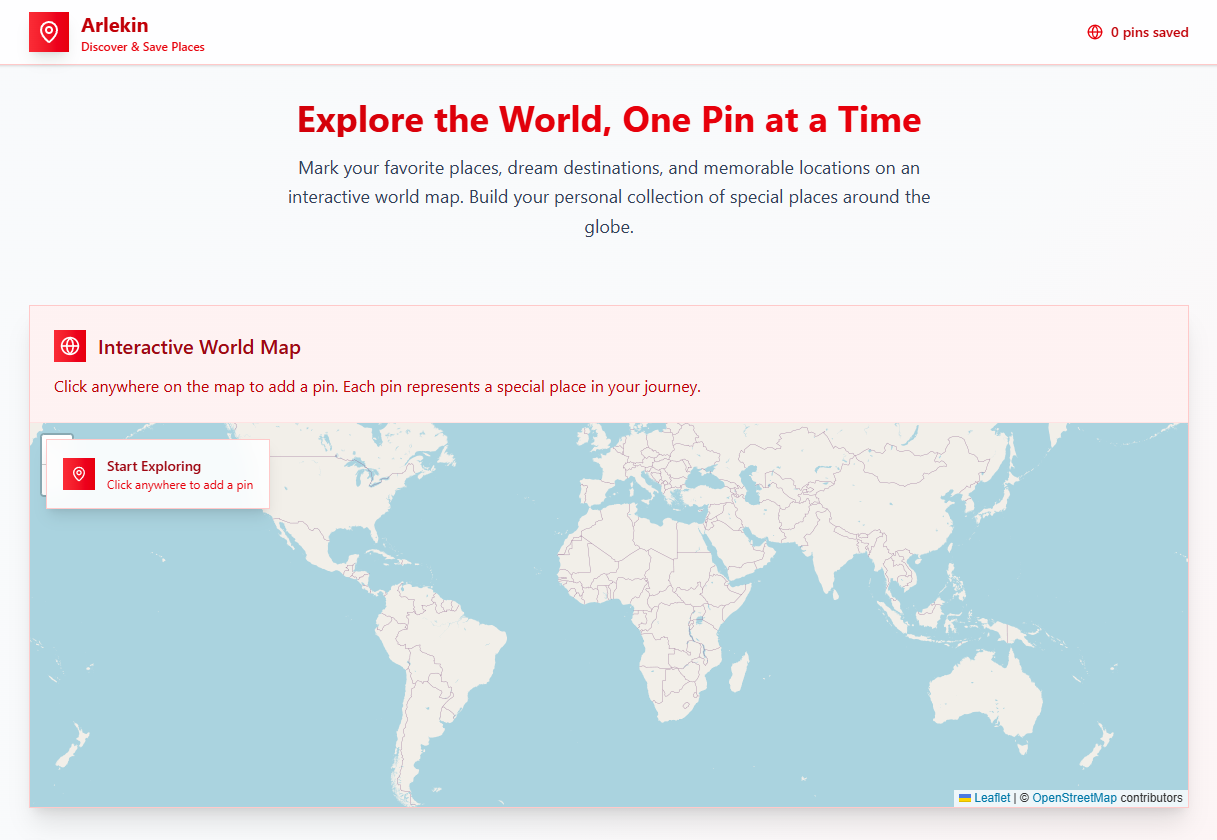 Arlekin
Discover & Save Places
0 pins saved
Explore the World, One Pin at a Time
Mark your favorite places, dream destinations, and memorable locations on an
interactive world map. Build your personal collection of special places around the
globe.
Interactive World Map
Click anywhere on the map to add a pin. Each pin represents a special place in your journey.
Start Exploring
Click anywhere to add a pin
Leaflet | © OpenStreetMap contributors